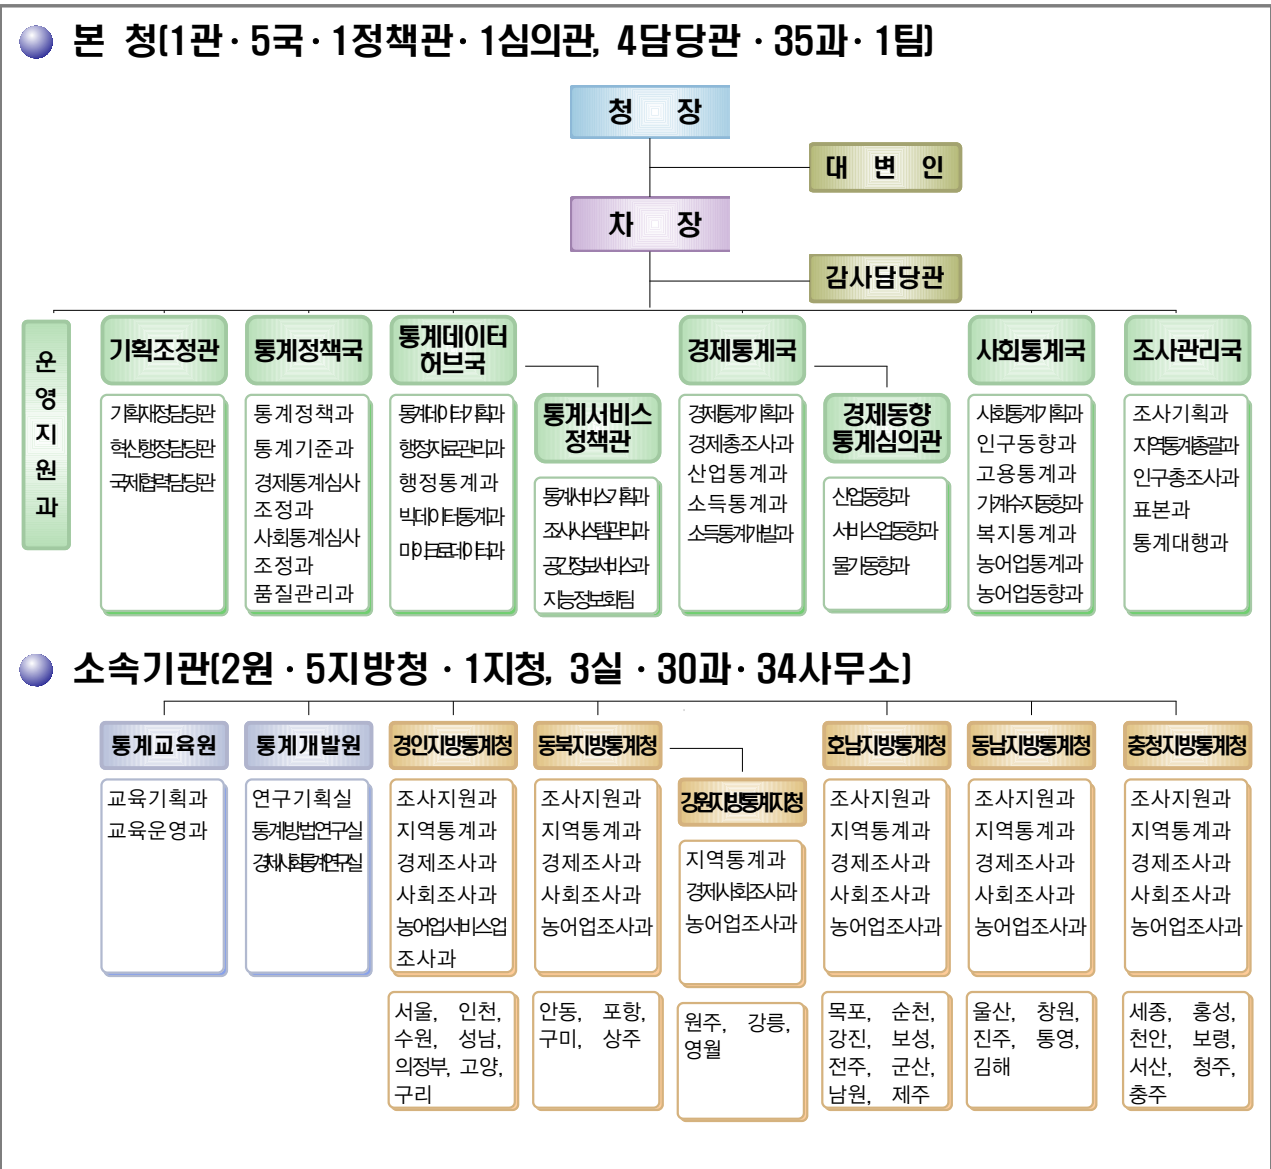 본 청(1관 · 5국 · 1정책관 · 1심의관, 4담당관 · 35과 · 1팀)
청 장
대 변 인
차 장
감사담당관
운
영
지
원
과
기획조정관
기획재정담당관
혁신행정담당관
국제협력담당관
통계정책국
통계정책과
통계기준과
경제통계심사
조정과
사회통계심사
조정과
품질관리과
통계데이터
허브국
통계데이터기획과
행정자료관리과
행정통계과
빅데이터통계과
마이크로데이터과
통계서비스
정책관
통계서비스기획과
조사시스템관리과
공간정보서비스과
지능정보화팀
경제통계국
경제통계기획과
경제총조사과
산업통계과
소득통계과
소득통계개발과
경제동향
통계심의관
산업동향과
서비스업동향과
물가동향과
사회통계국
사회통계기획과
인구동향과
고용통계과
가계수지동향과
복지통계과
농어업통계과
농어업동향과
조사관리국
조사기획과
지역통계총괄과
인구총조사과
표본과
통계대행과
소속기관(2원 · 5지방청 · 1지청, 3실 · 30과 · 34사무소)
통계교육원
교육기획과
교육운영과
통계개발원
연구기획실
통계방법연구실
경제사회통계연구실
경인지방통계청
조사지원과
지역통계과
경제조사과
사회조사과
농어업서비스업
조사과
서울, 인천,
수원, 성남,
의정부, 고양,
구리
동북지방통계청
조사지원과
지역통계과
경제조사과
사회조사과
농어업조사과
안동, 포항,
구미, 상주
강원지방통계지청
지역통계과
경제사회조사과
농어업조사과
원주, 강릉,
영월
호남지방통계청
조사지원과
지역통계과
경제조사과
사회조사과
농어업조사과
목포, 순천,
강진, 보성,
전주, 군산,
남원, 제주
동남지방통계청
조사지원과
지역통계과
경제조사과
사회조사과
농어업조사과
울산, 창원,
진주, 통영,
김해
충청지방통계청
조사지원과
지역통계과
경제조사과
사회조사과
농어업조사과
세종, 홍성,
천안, 보령,
서산, 청주,
충주